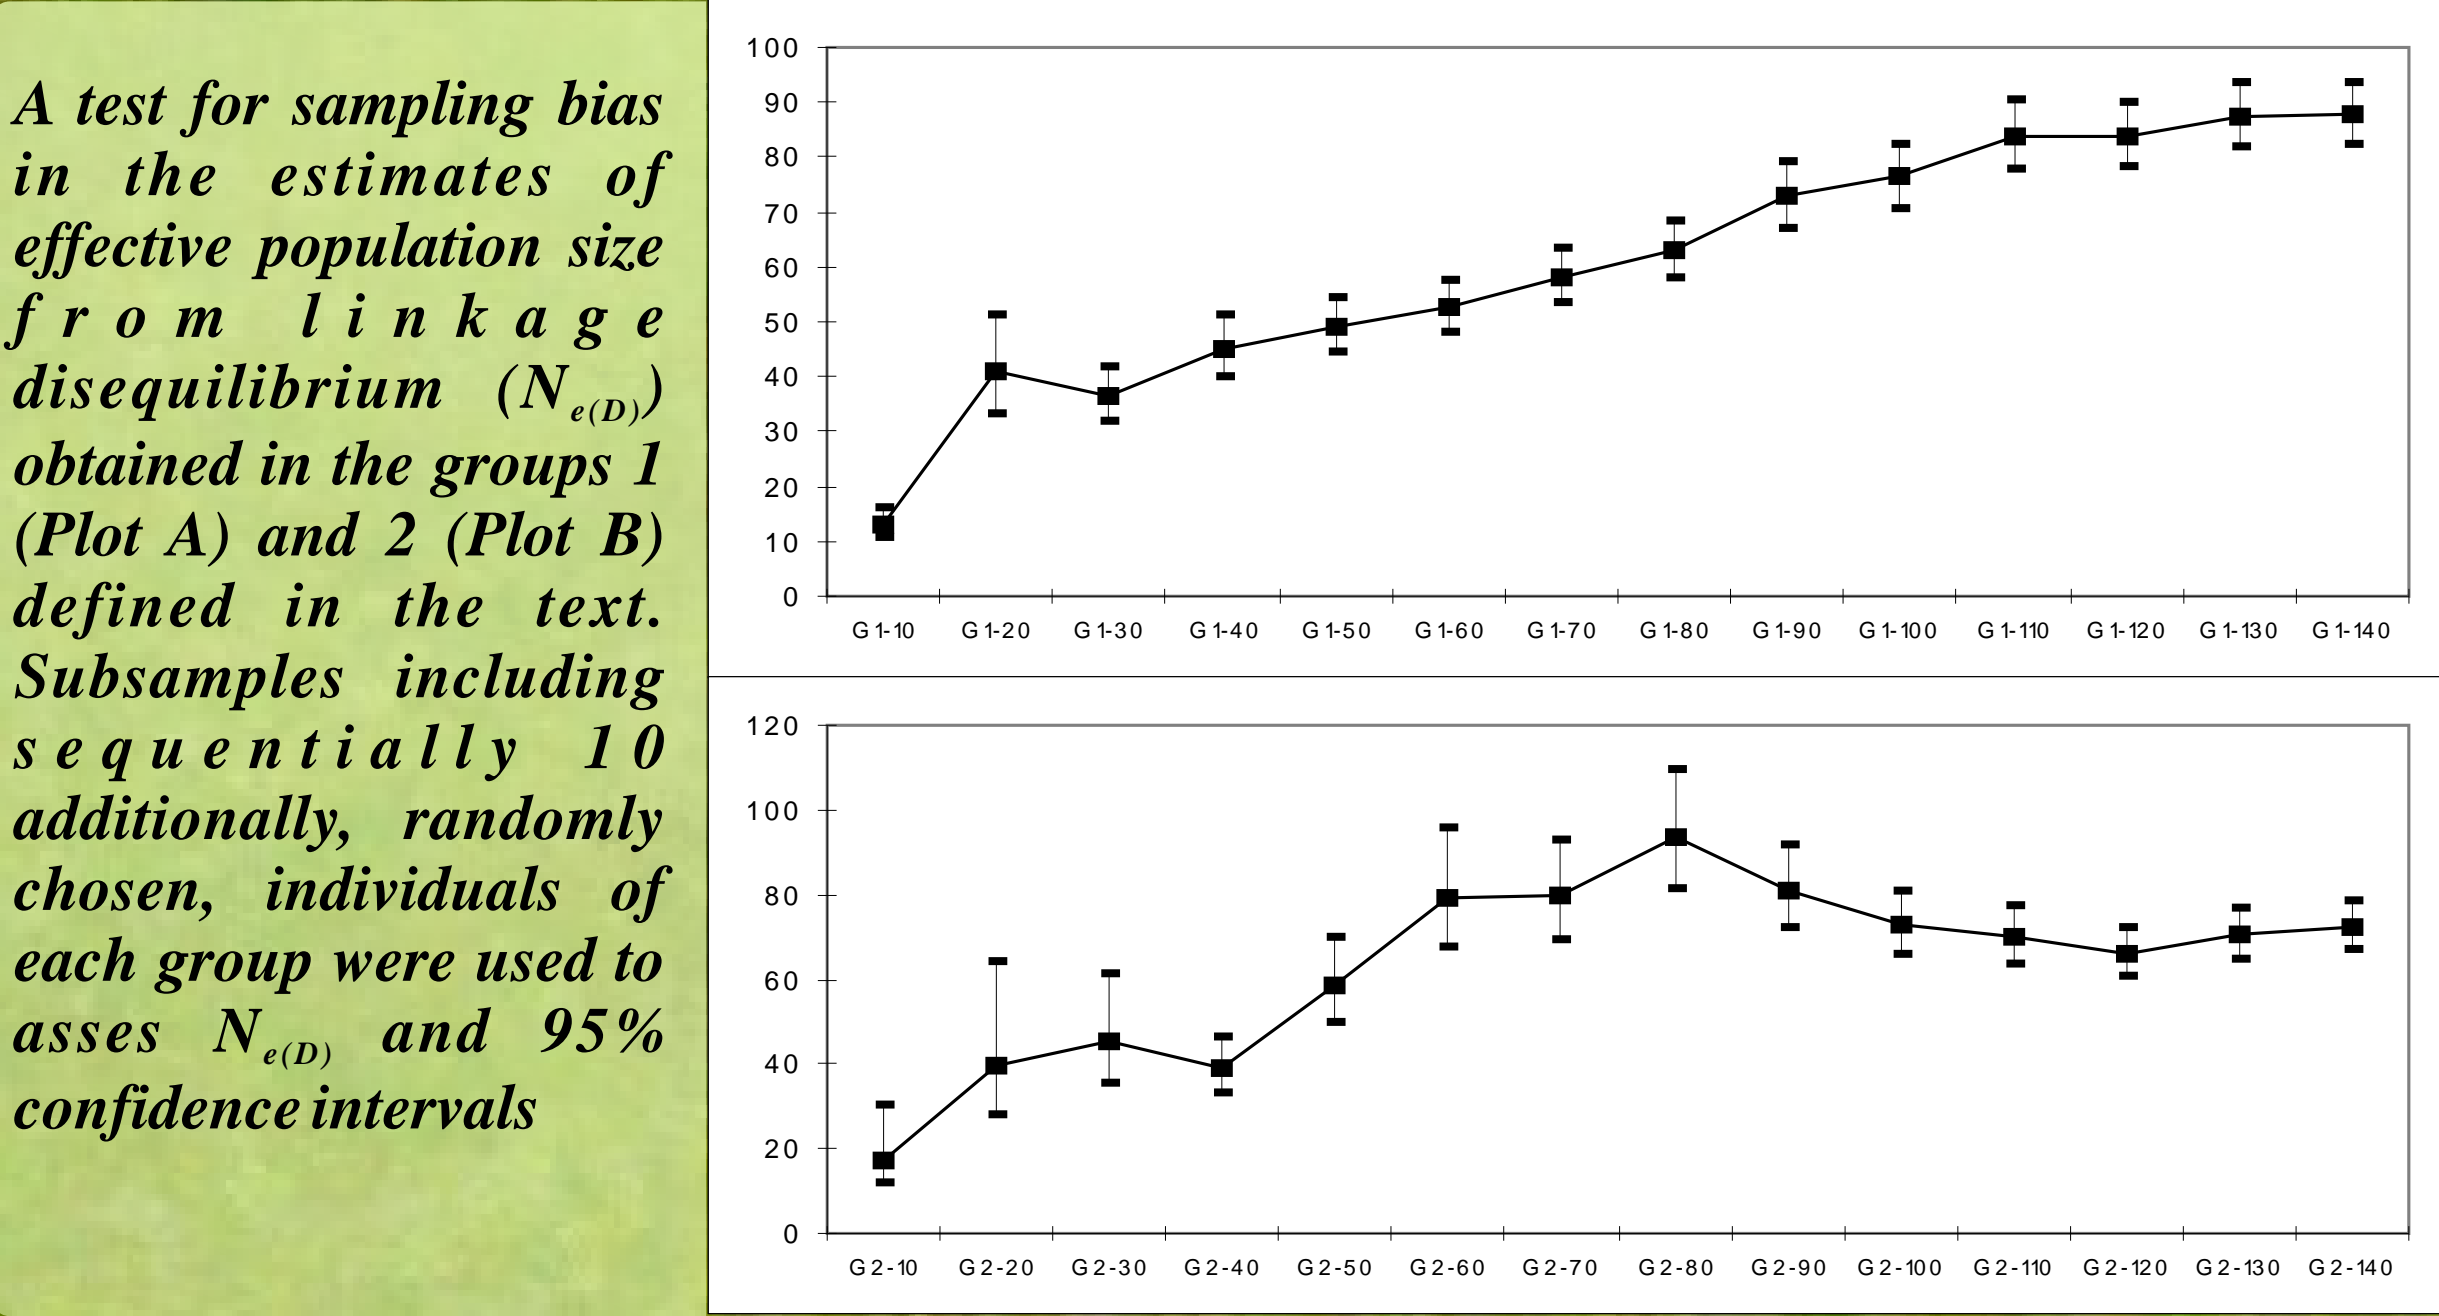 A test for sampling bias
in the estimates of
effective population size
from linkage
disequilibrium (Ne(D))
obtained in the groups 1
(Plot A) and 2 (Plot B)
defined in the text.
Subsamples including
sequentially 10
additionally, randomly
chosen, individuals of
each group were used to
asses Ne(D) and 95%
confidence intervals
100
90
80
70
60
50
40
30
20
10
0
G1-10 G1-20 G1-30 G1-40 G1-50 G1-60 G1-70 G1-80 G1-90 G1-100 G1-110 G1-120 G1-130 G1-140
120
100
80
60
40
20
0
G2-10 G2-20 G2-30 G2-40 G2-50 G2-60 G2-70 G2-80 G2-90 G2-100 G2-110 G2-120 G2-130 G2-140